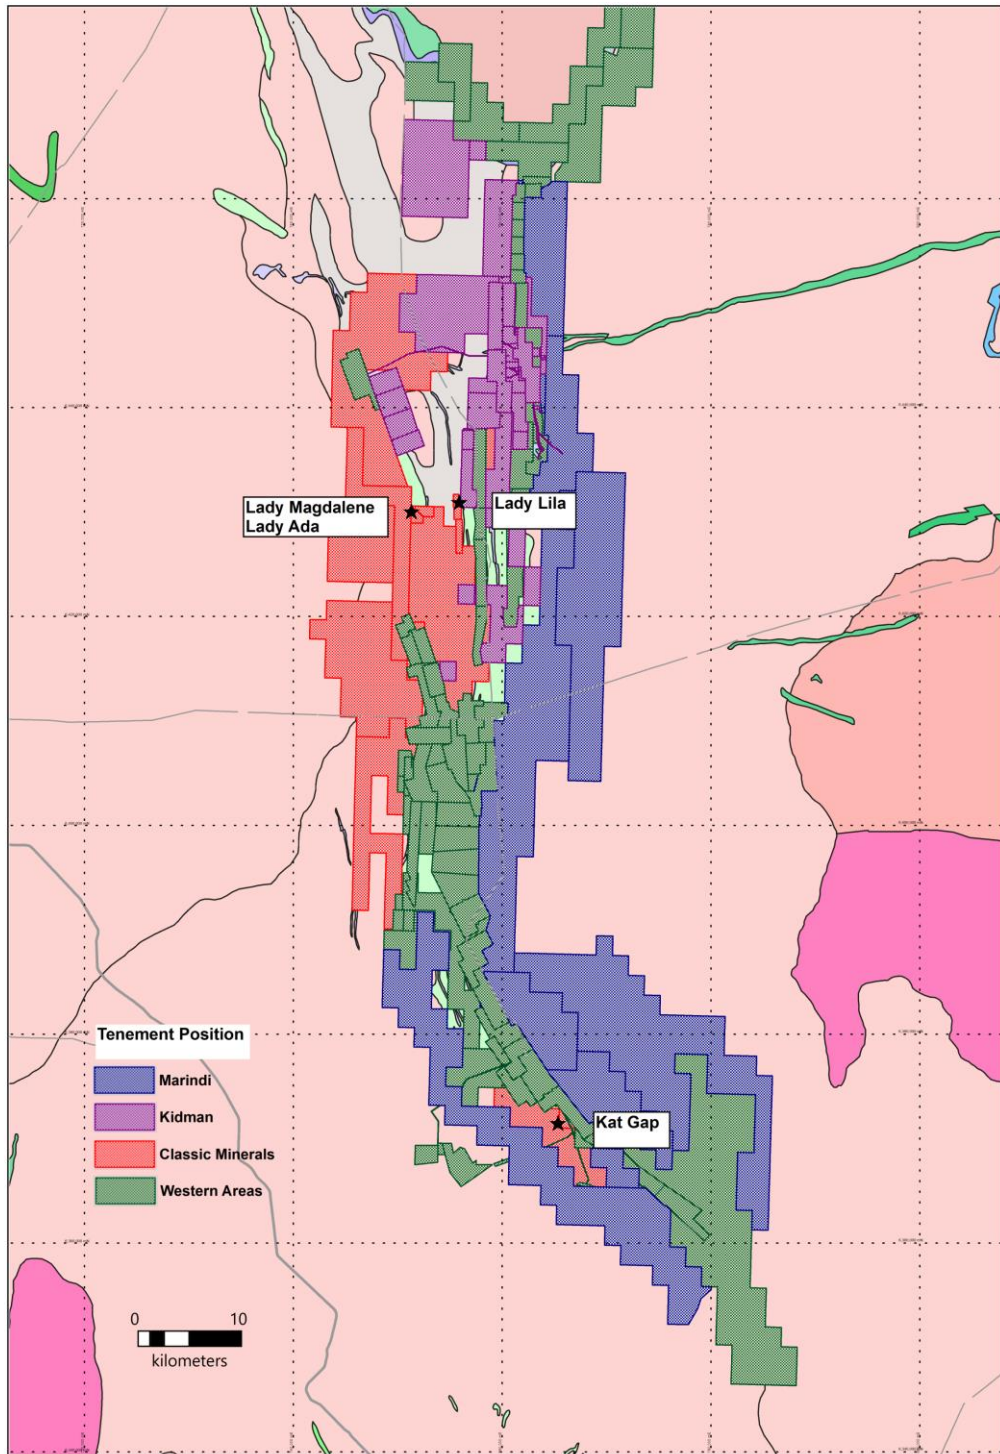 Lady Magdalene
Lady Ada
Lady Lila
Tenement Position
Marindi
Kidman
Classic Minerals
Western Areas
Kat Gap
0 10
kilometers